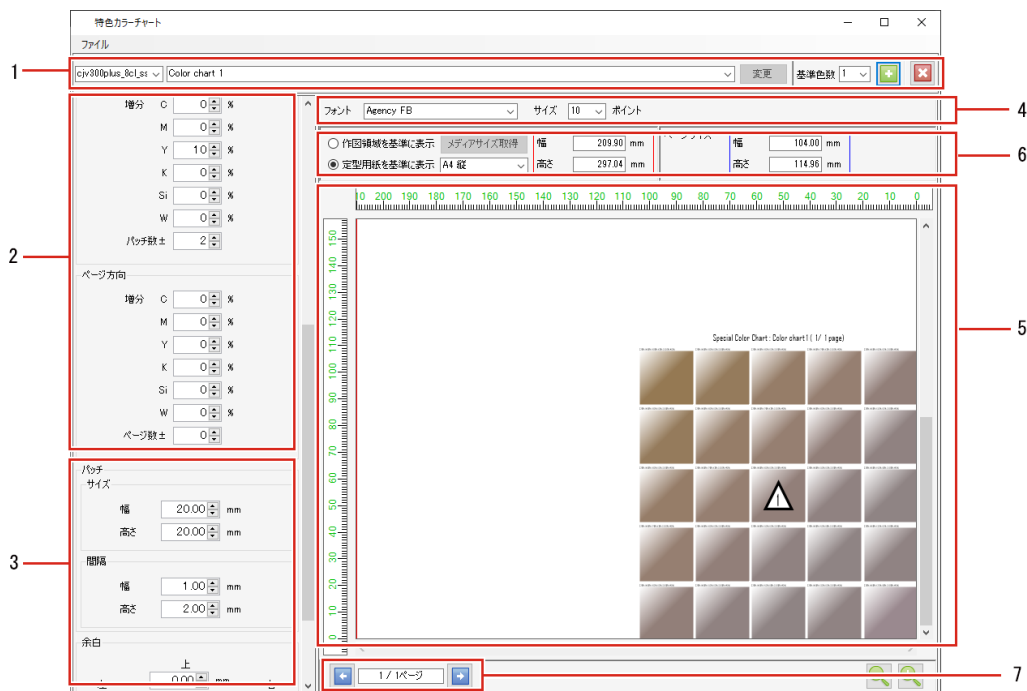 特色カラーチャート
ファイル
1
cjv300plus_8cl_ss Color chart 1 変更 基準色数 1
増分 C 0 %
M 0 %
Y 10 %
K 0 %
Si 0 %
W 0 %
パッチ数± 2
2
ページ方向
増分 C 0 %
M 0 %
Y 0 %
K 0 %
Si 0 %
W 0 %
ページ数± 0
パッチ
サイズ
幅 20.00 mm
高さ 20.00 mm
3
間隔
幅 1.00 mm
高さ 2.00 mm
余白
上
0.00 mm
フォント Agency FB サイズ 10 ポイント
4
作図領域を基準に表示 メディアサイズ取得 幅 209.90 mm 幅 104.00 mm
定型用紙を基準に表示 A4 縦 高さ 297.04 mm 高さ 114.96 mm
6
10 200 190 180 170 160 150 140 130 120 110 100 90 80 70 60 50 40 30 20 10 0
150
140
130
120
110
100
90
80
70
60
50
40
30
20
10
0
Special Color Chart : Color chart1 ( 1/ 1 page)
5
1 / 1ページ
7